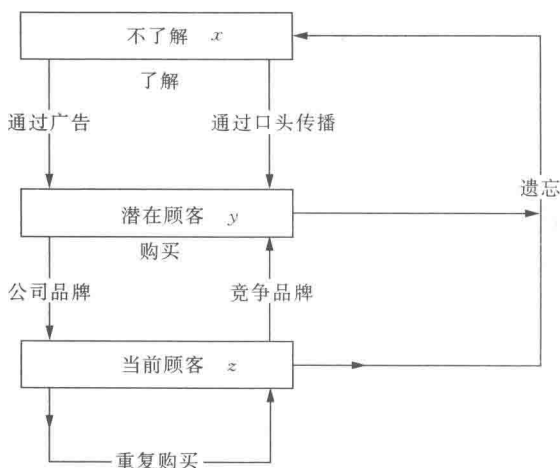 不了解 x
了解
通过广告
通过口头传播
遗忘
潜在顾客 y
购买
公司品牌
竞争品牌
当前顾客 z
重复购买